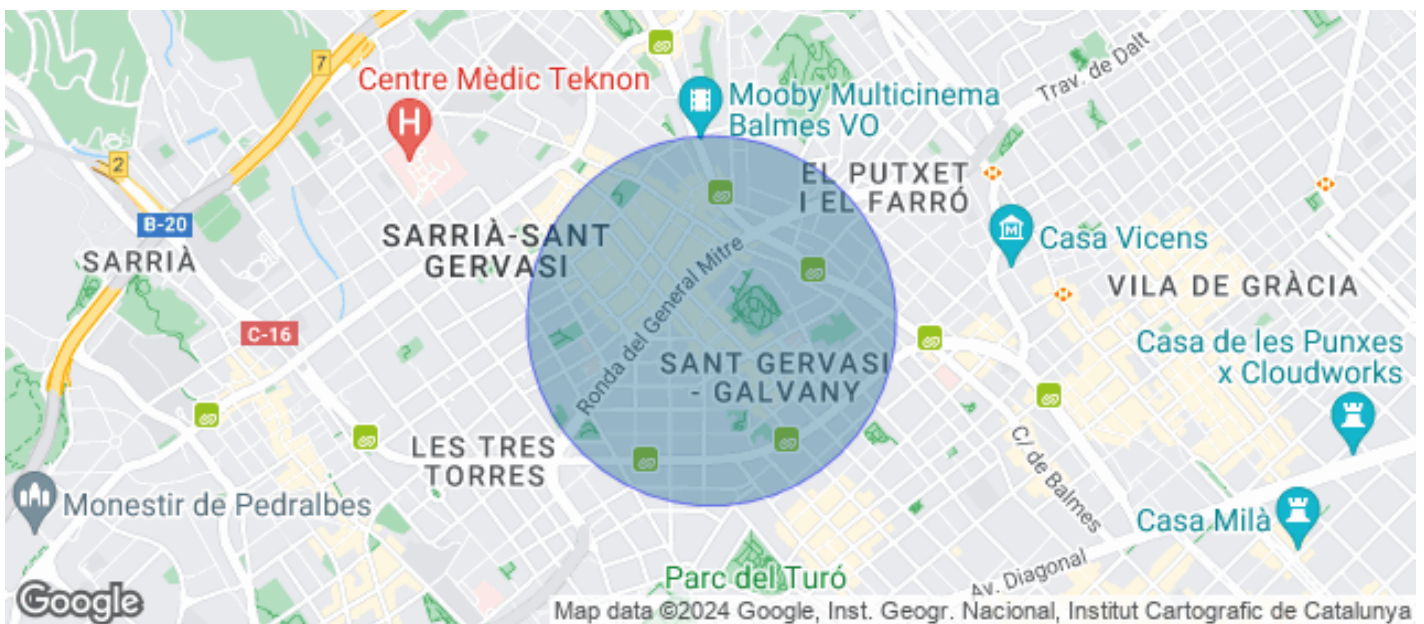 7
Centre Mèdic Teknon
H
Mooby Multicinema
Balmes VO
Trav. de Dalt
2
EL PUTXET
I EL FARRÓ
B-20
SARRIÀ-SANT
GERVASI
SARRIÀ
Ronda del General Mitre
M
Casa Vicens
VILA DE GRÀCIA
C-16
SANT GERVASI
- GALVANY
Casa de les Punxes
x Cloudworks
LES TRES
TORRES
C/ de Balmes
Monestir de Pedralbes
Casa Milà
Parc del Turó
Av. Diagonal
Google
Map data ©2024 Google, Inst. Geogr. Nacional, Institut Cartografic de Catalunya